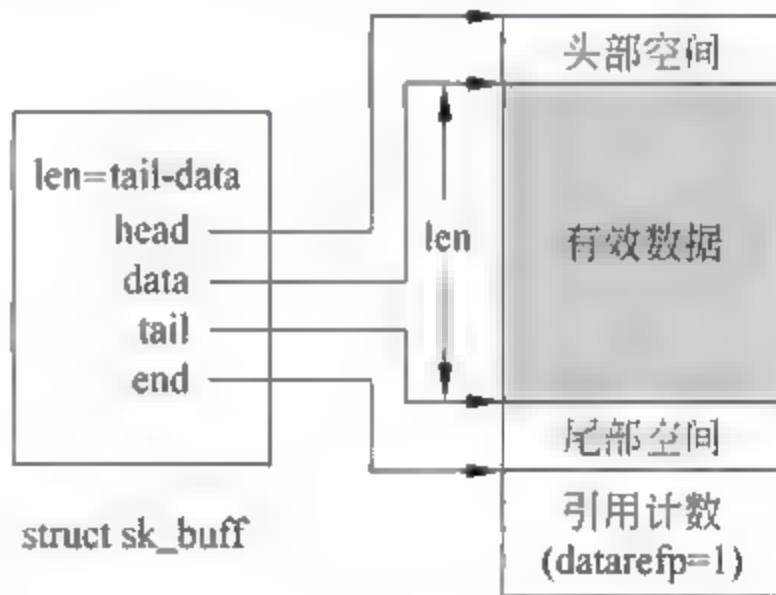 len=tail-data
head
data
tail
end
struct sk_buff
len
头部空间
有效数据
尾部空间
引用计数
(datarefp=1)